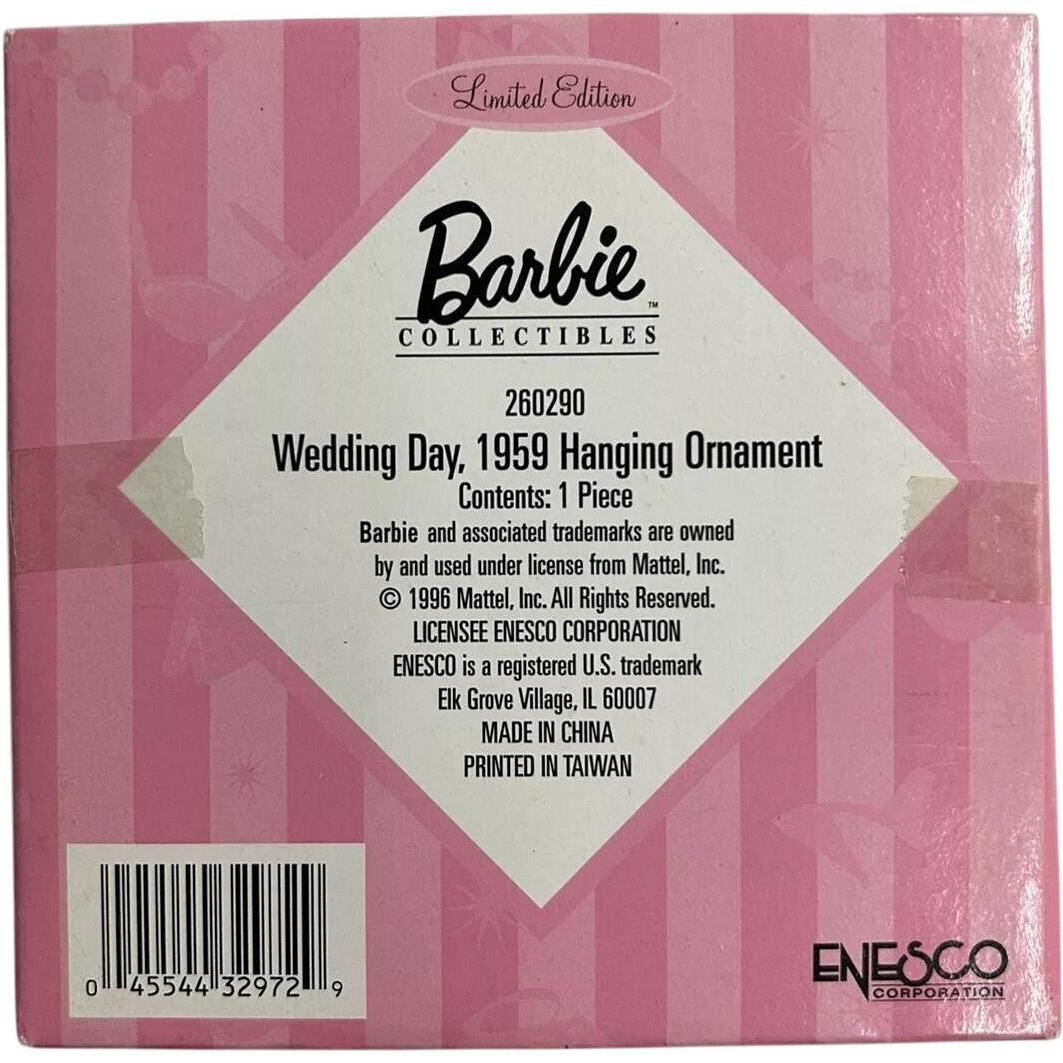 Limited Edition
Barbie™
COLLECTIBLES
260290
Wedding Day, 1959 Hanging Ornament
Contents: 1 Piece
Barbie and associated trademarks are owned
by and used under license from Mattel, Inc.
© 1996 Mattel, Inc. All Rights Reserved.
LICENSEE ENESCO CORPORATION
ENESCO is a registered U.S. trademark
Elk Grove Village, IL 60007
MADE IN CHINA
PRINTED IN TAIWAN
0 45544 32972 9
ENESCO
CORPORATION